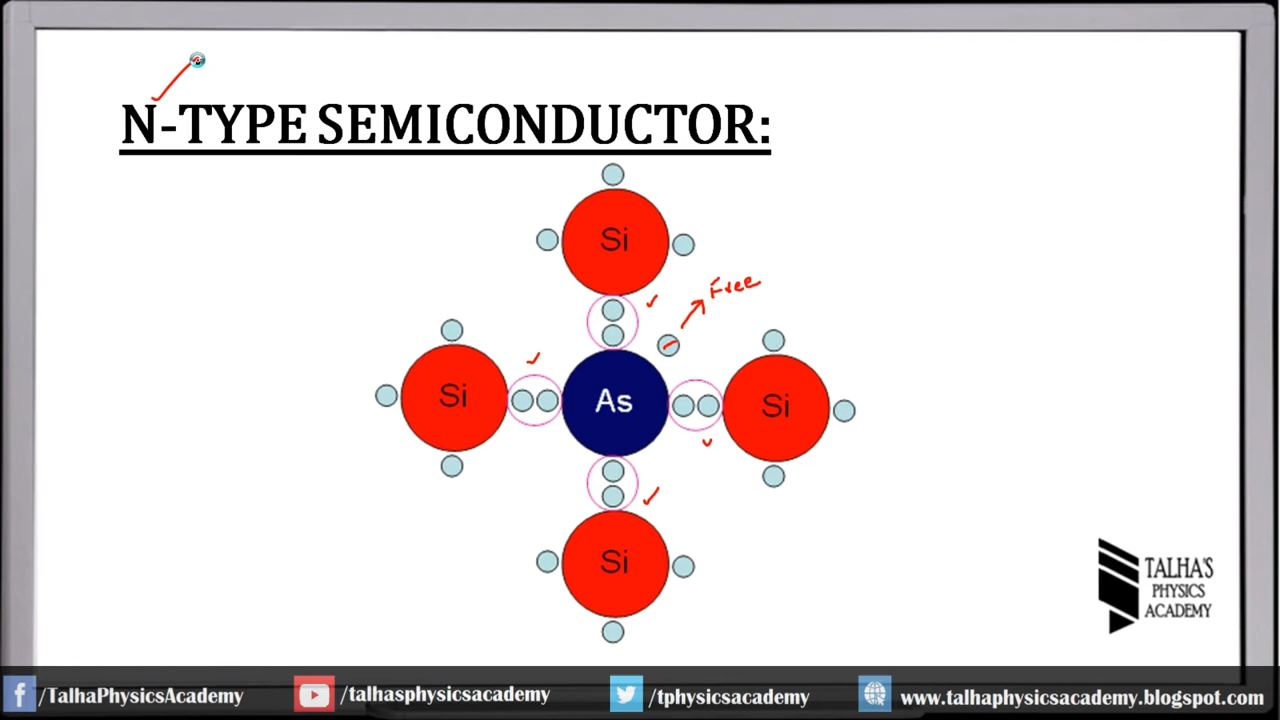 N-TYPE SEMICONDUCTOR:
Si
Free
Si
As
Si
Si
TALHA'S
PHYSICS
ACADEMY
/TalhaPhysicsAcademy
/talhasphysicsacademy
/tphysicsacademy
www.talhaphysicsacademy.blogspot.com